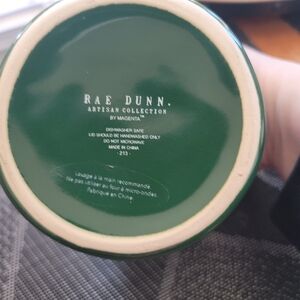 RAE DUNN.
ARTISAN COLLECTION
BY MAGENTA™
DISHWASHER SAFE
LID SHOULD BE HANDWASHED ONLY
DO NOT MICROWAVE
MADE IN CHINA
- 213 -
Lavage à la main recommandé.
Ne pas utiliser au four à micro-ondes.
Fabriqué en Chine.